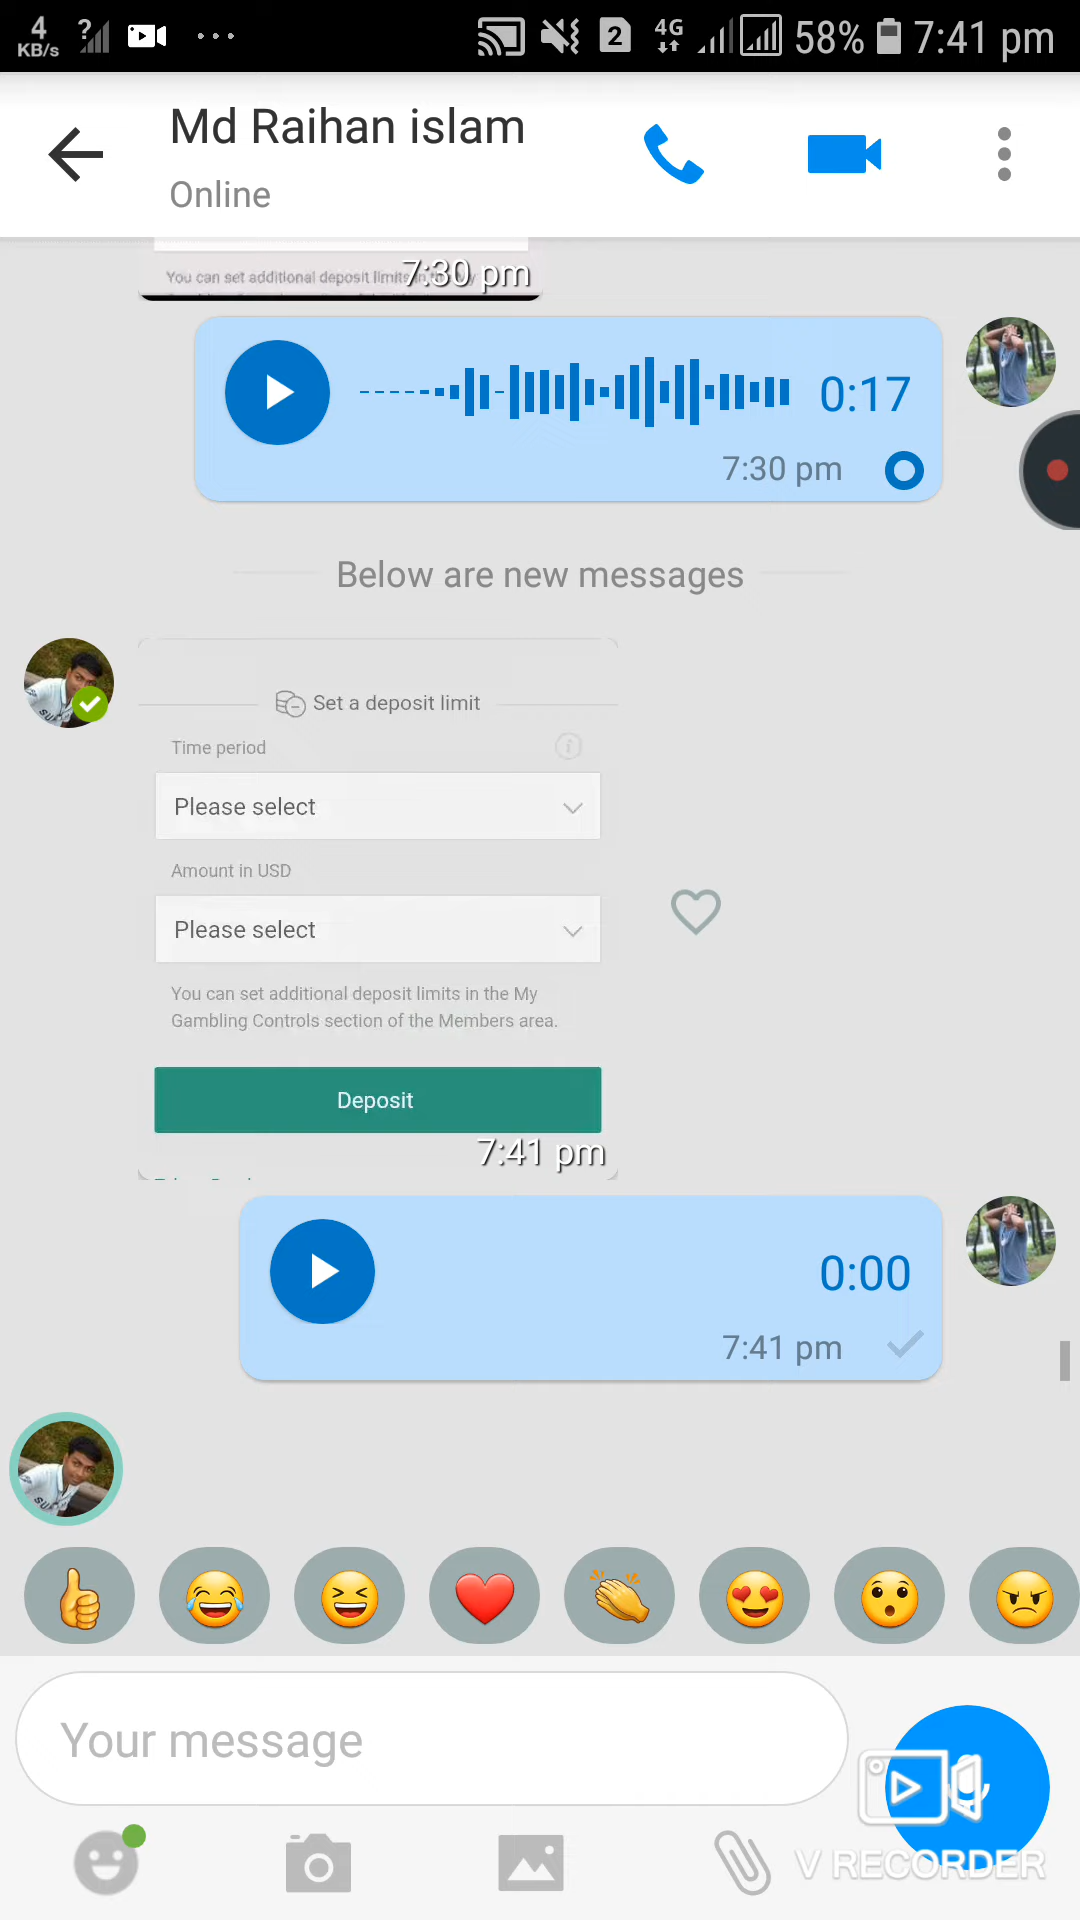 4
KB/s
?
2
4G
58%
7:41 pm
Md Raihan islam
Online
You can set additional deposit limits in the My
7:30 pm
0:17
7:30 pm
Below are new messages
Set a deposit limit
Time period
Please select
Amount in USD
Please select
You can set additional deposit limits in the My
Gambling Controls section of the Members area.
Deposit
7:41 pm
0:00
7:41 pm
Your message
V RECORDER